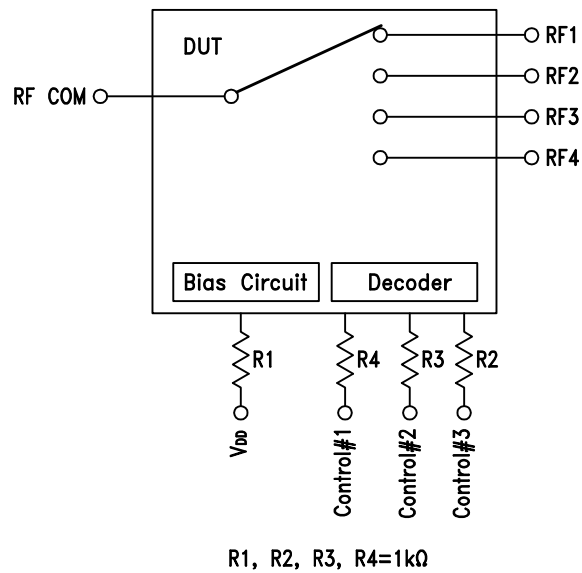 DUT
RF COM
RF1
RF2
RF3
RF4
Bias Circuit
Decoder
R1
R4
R3
R2
VDD
Control#1
Control#2
Control#3
R1, R2, R3, R4=1kΩ